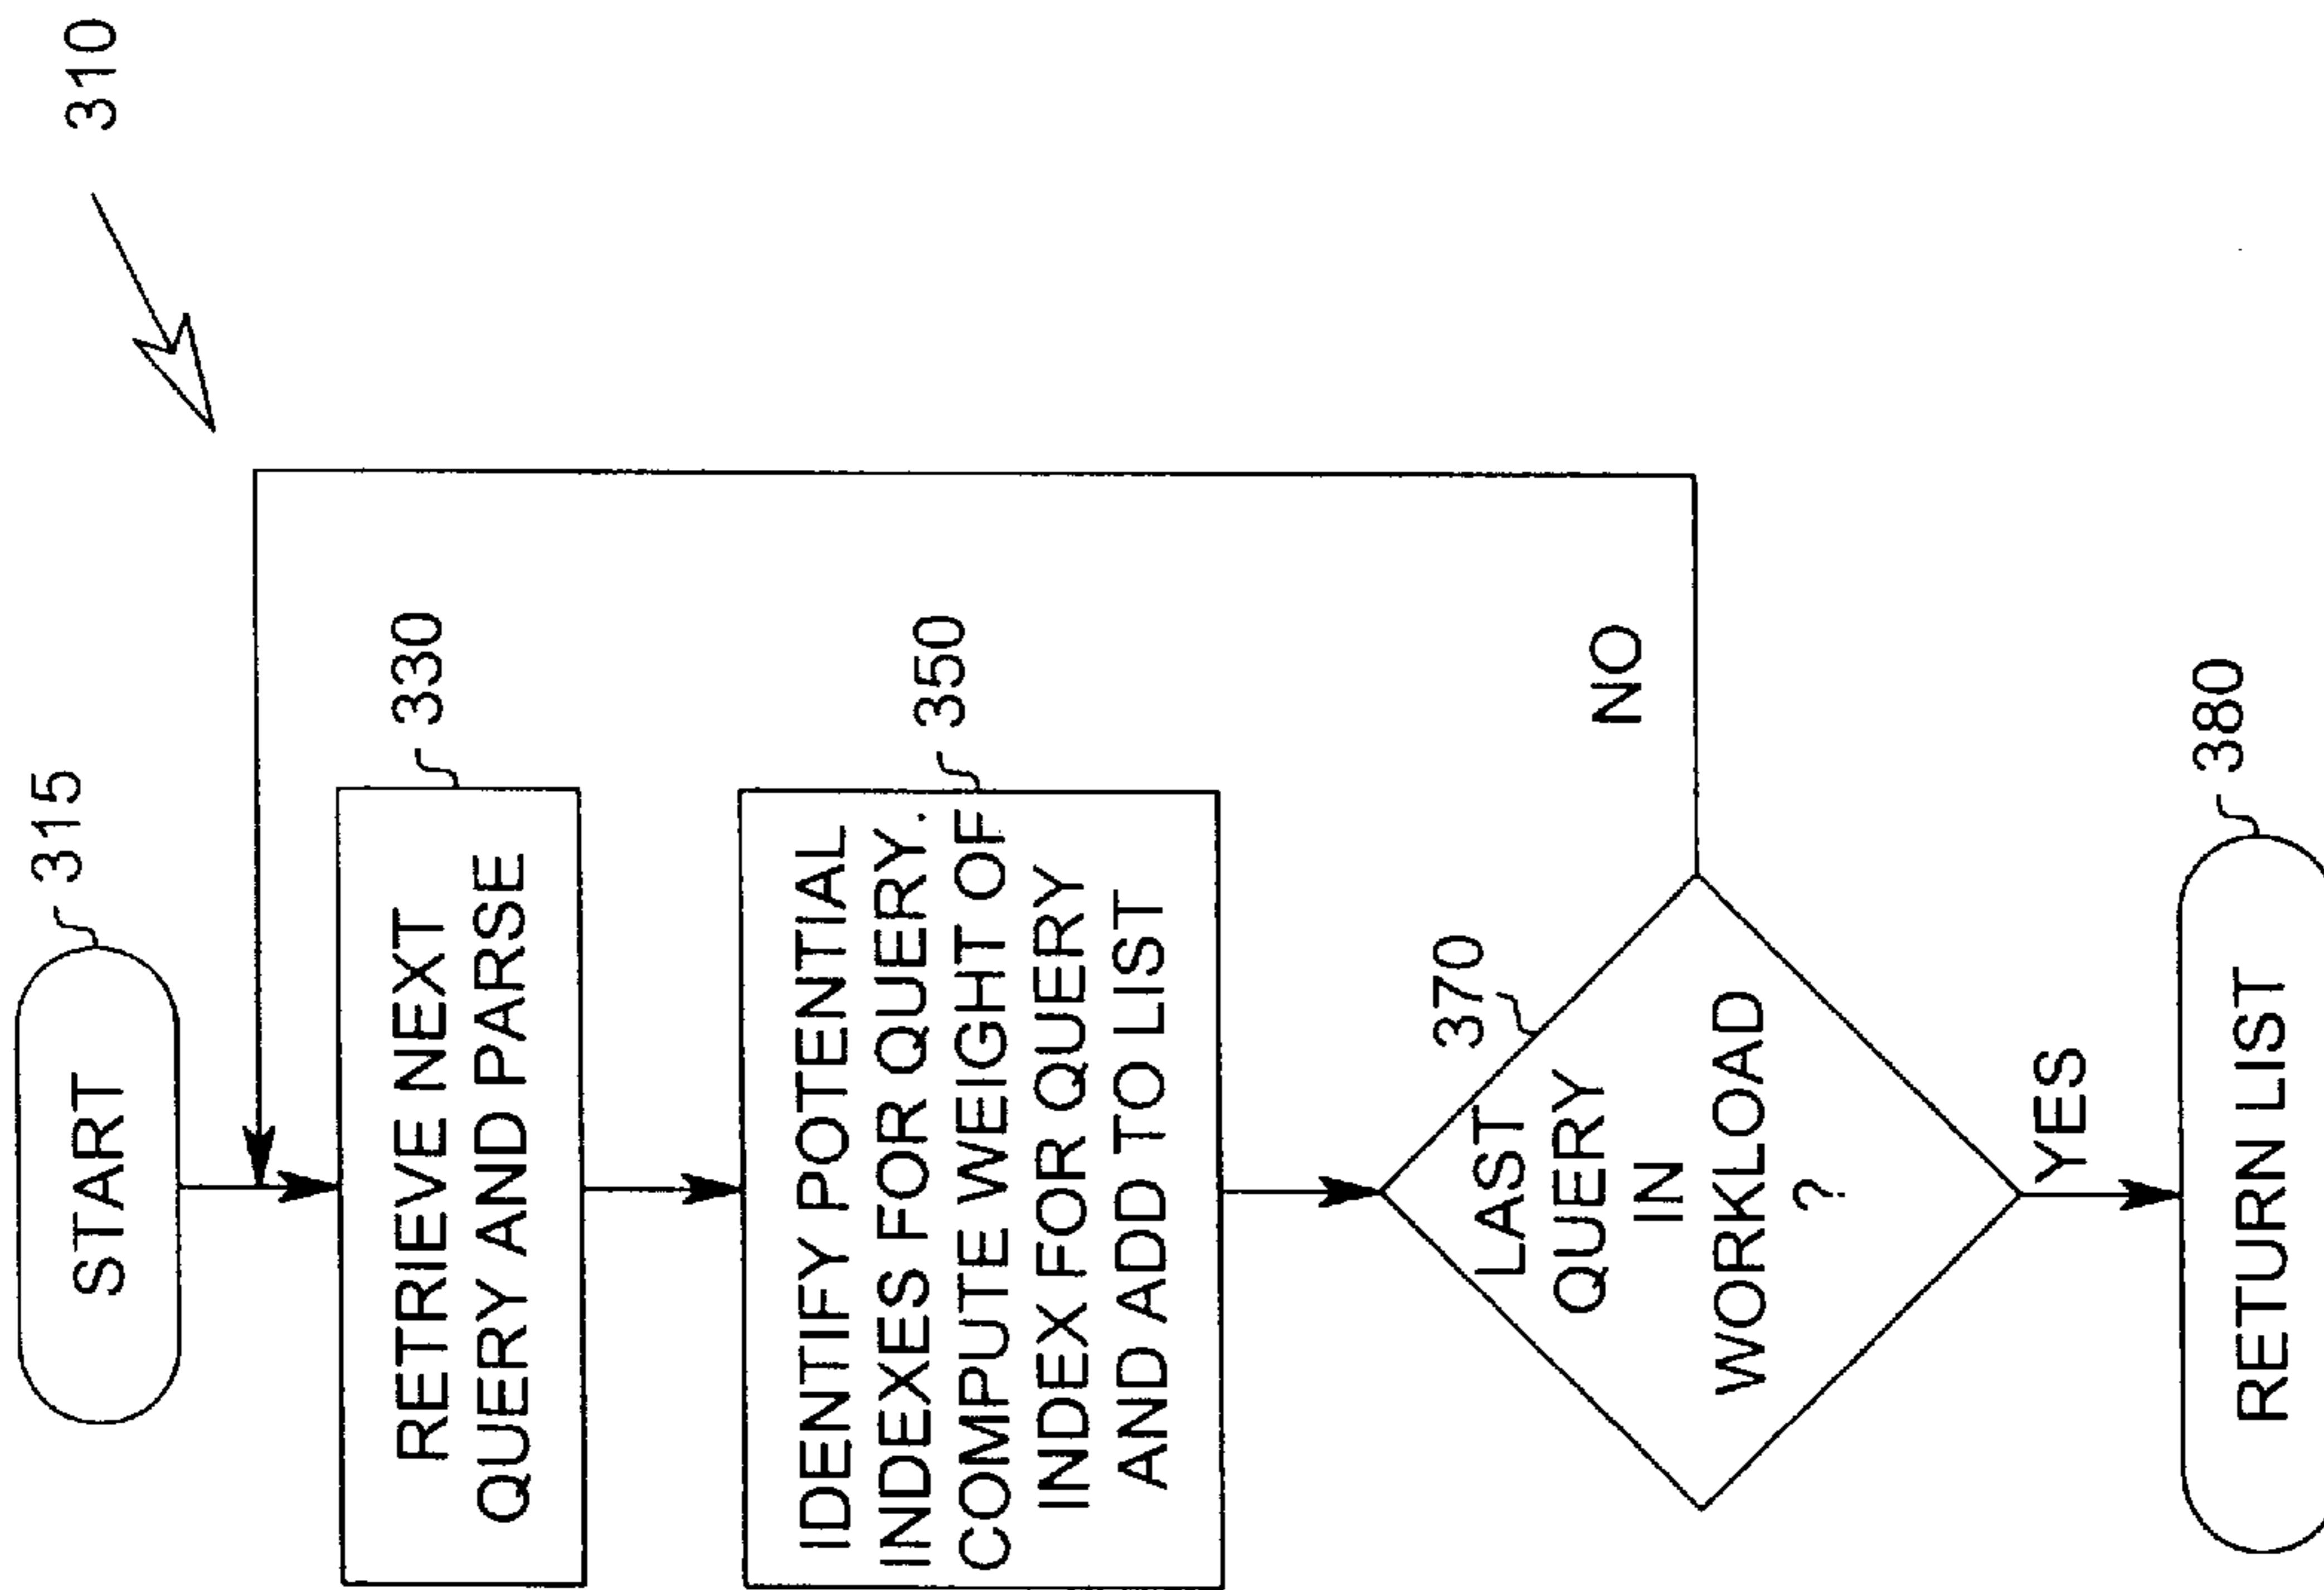 310
START
315
RETRIEVE NEXT
QUERY AND PARSE
330
IDENTIFY POTENTIAL
INDEXES FOR QUERY.
COMPUTE WEIGHT OF
INDEX FOR QUERY
AND ADD TO LIST
350
LAST
QUERY
IN
WORKLOAD
?
370
NO
YES
RETURN LIST
380